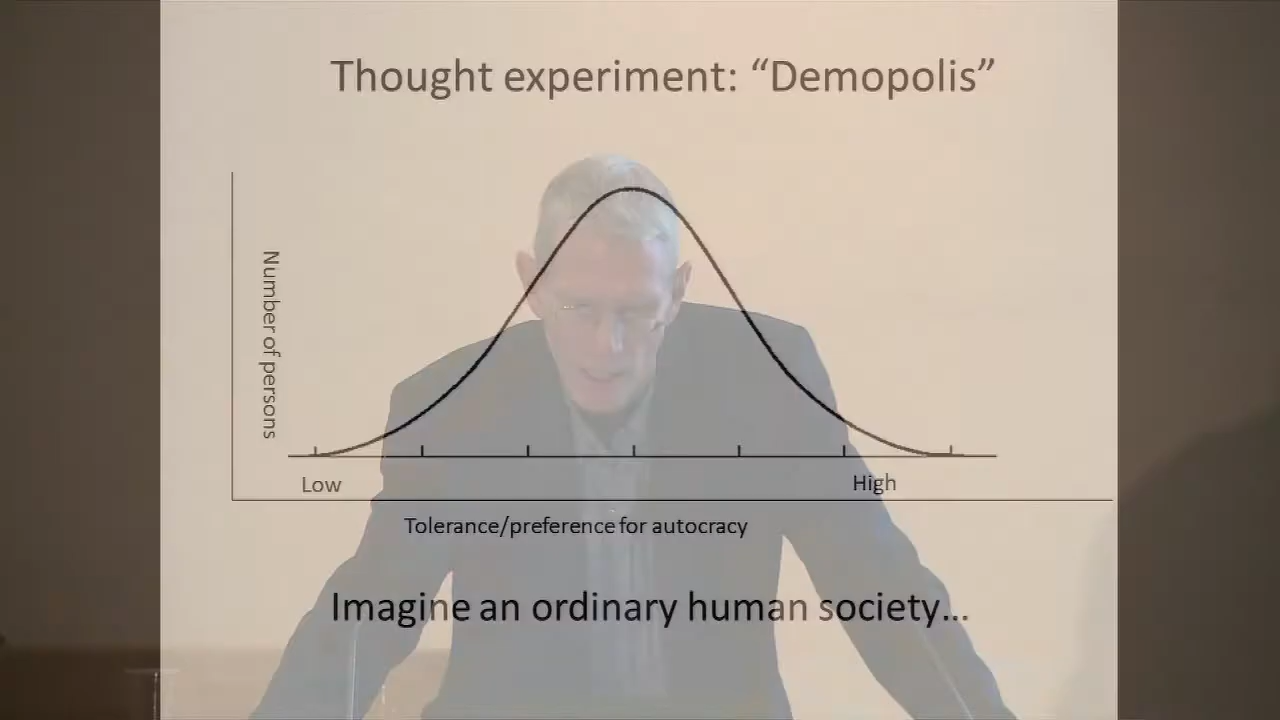 Thought experiment: “Demopolis”
Number of persons
Low
High
Tolerance/preference for autocracy
Imagine an ordinary human society...